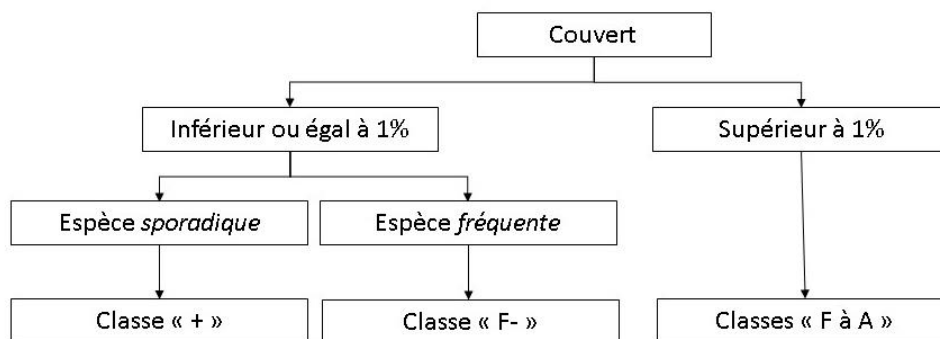 Couvert
Inférieur ou égal à 1%
Supérieur à 1%
Espèce sporadique
Espèce fréquente
Classe « + »
Classe « F- »
Classes « F à A »